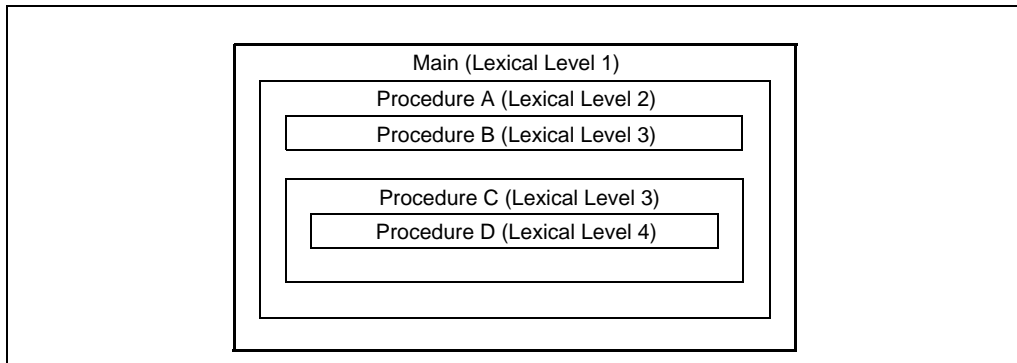 Main (Lexical Level 1)
Procedure A (Lexical Level 2)
Procedure B (Lexical Level 3)
Procedure C (Lexical Level 3)
Procedure D (Lexical Level 4)